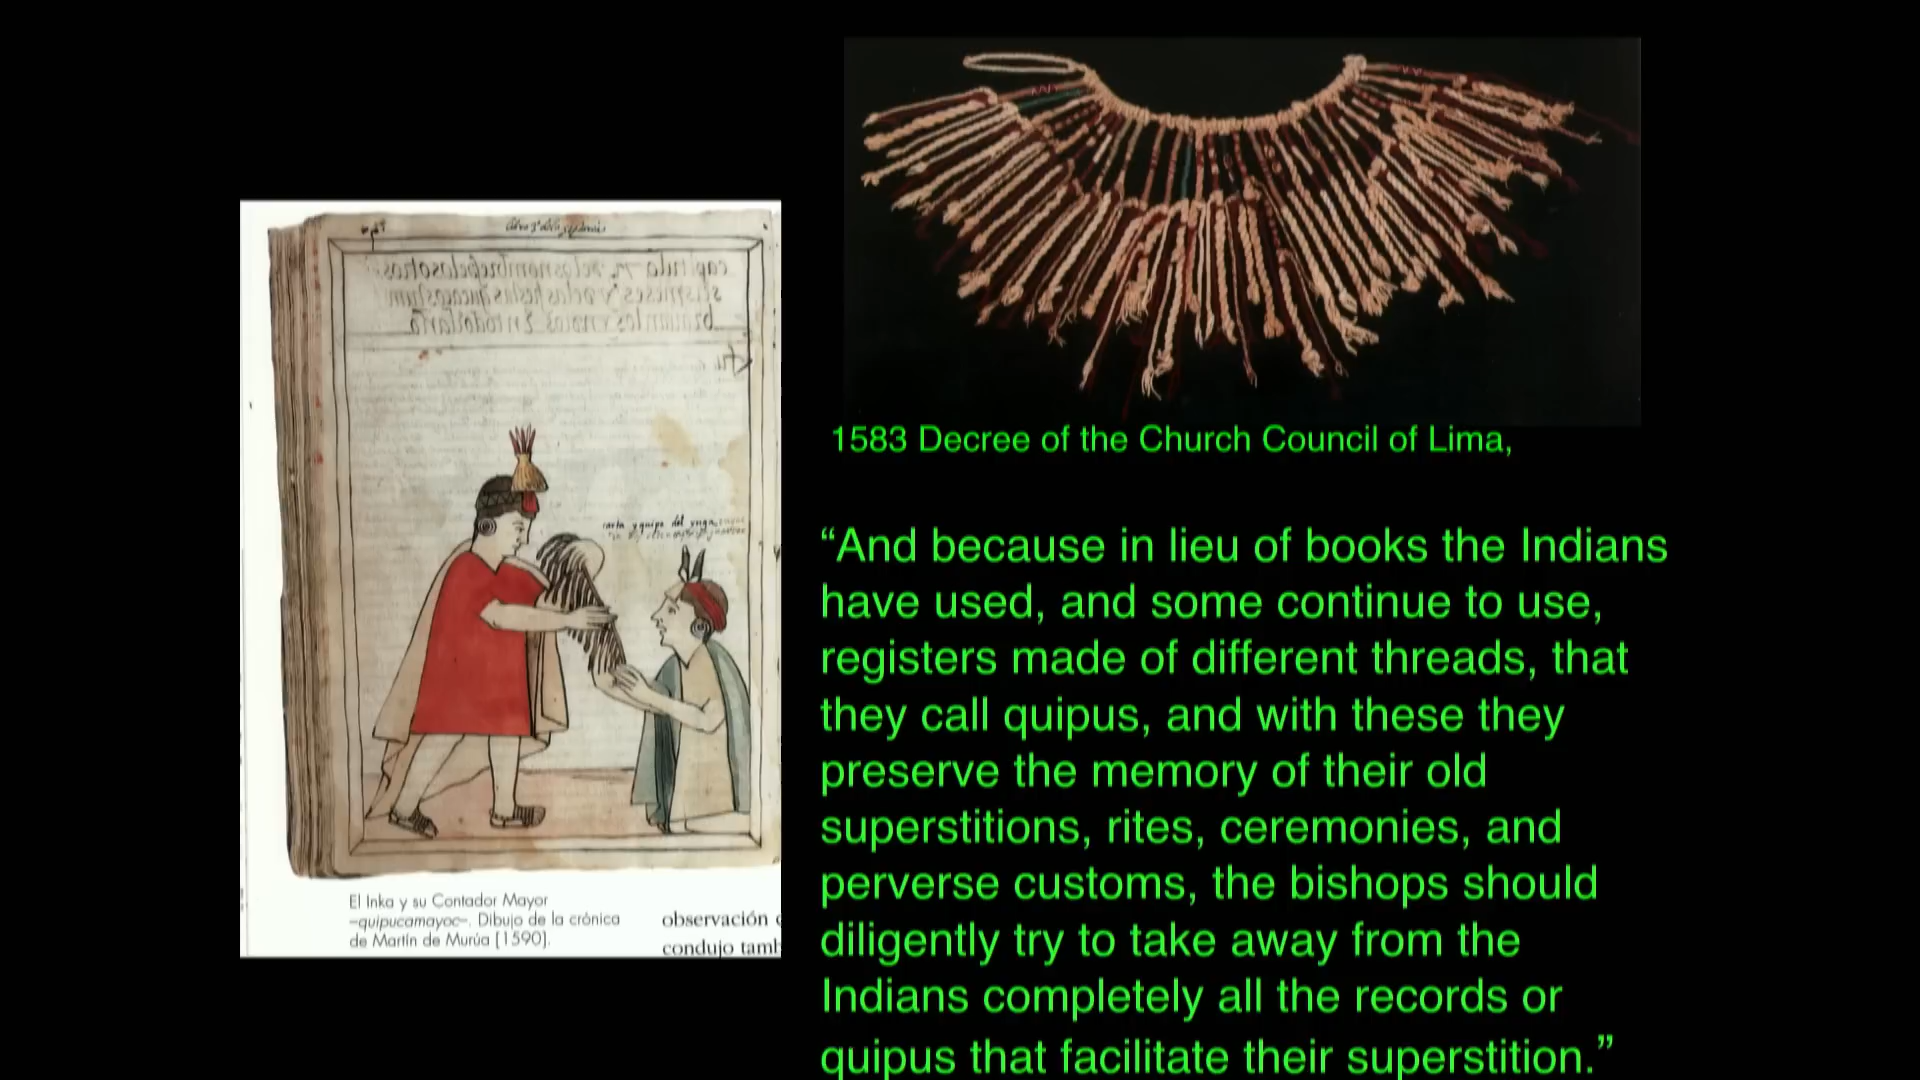 El Inka y su Contador Mayor
–quipucamayoc–. Dibujo de la crónica
de Martín de Murúa [1590].
observación
condujo
1583 Decree of the Church Council of Lima,
“And because in lieu of books the Indians
have used, and some continue to use,
registers made of different threads, that
they call quipus, and with these they
preserve the memory of their old
superstitions, rites, ceremonies, and
perverse customs, the bishops should
diligently try to take away from the
Indians completely all the records or
quipus that facilitate their superstition.”